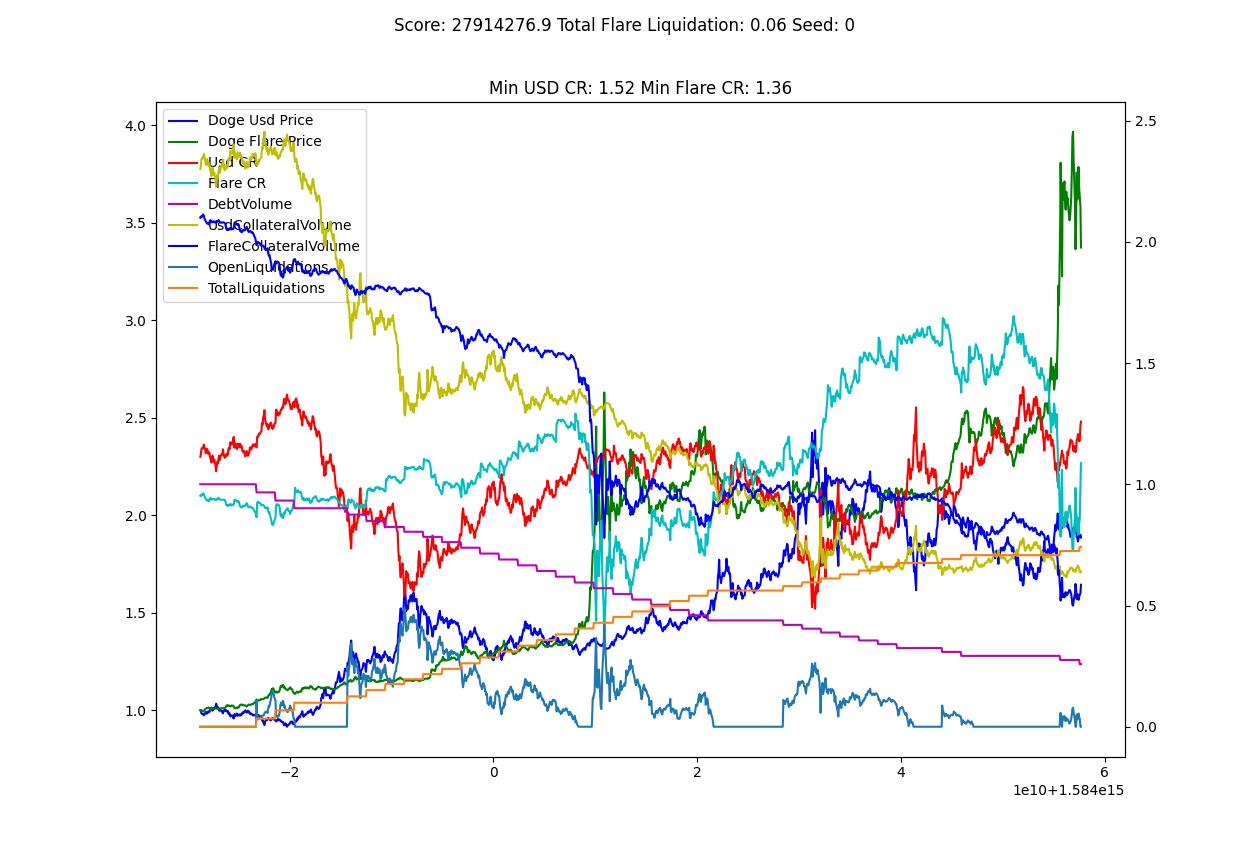 Score: 27914276.9 Total Flare Liquidation: 0.06 Seed: 0
Min USD CR: 1.52 Min Flare CR: 1.36
Doge Usd Price
Doge Flare Price
Usd CR
Flare CR
DebtVolume
UsdCollateralVolume
FlareCollateralVolume
OpenLiquidations
TotalLiquidations
4.0
3.5
3.0
2.5
2.0
1.5
1.0
2.5
2.0
1.5
1.0
0.5
0.0
−2
0
2
4
6
1e10+1.584e15